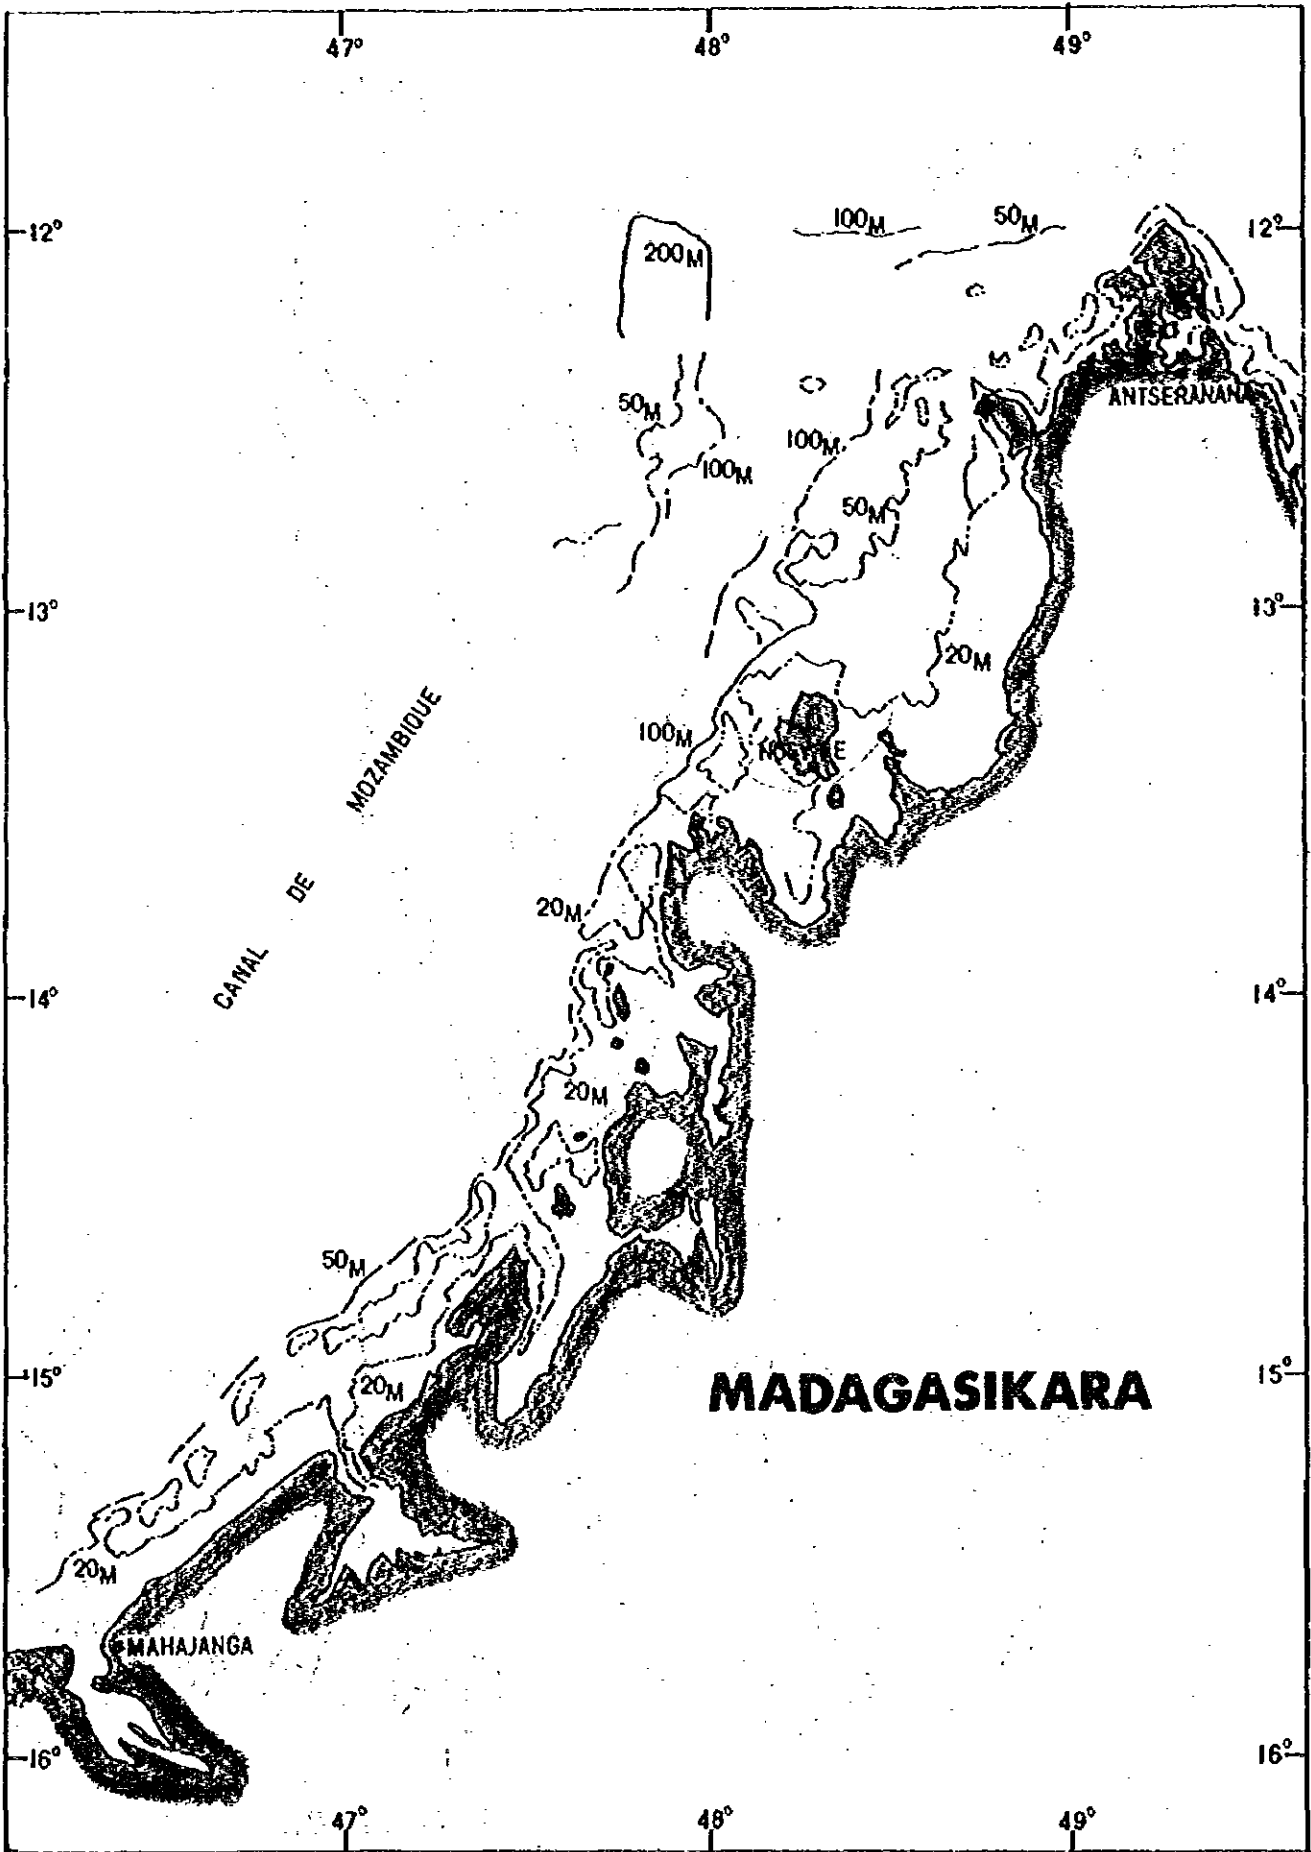 47° 48° 49°
100M 50M
-12° 12°-
200M
ANTSERANANA
50M
100M
100M
50M
-13° 13°-
20M
100M
CANAL DE MOZAMBIQUE
20M
-14° 14°-
20M
50M
-15° 15°-
20M
MADAGASIKARA
20M
MAHAJANGA
-16° 16°-
47° 48° 49°